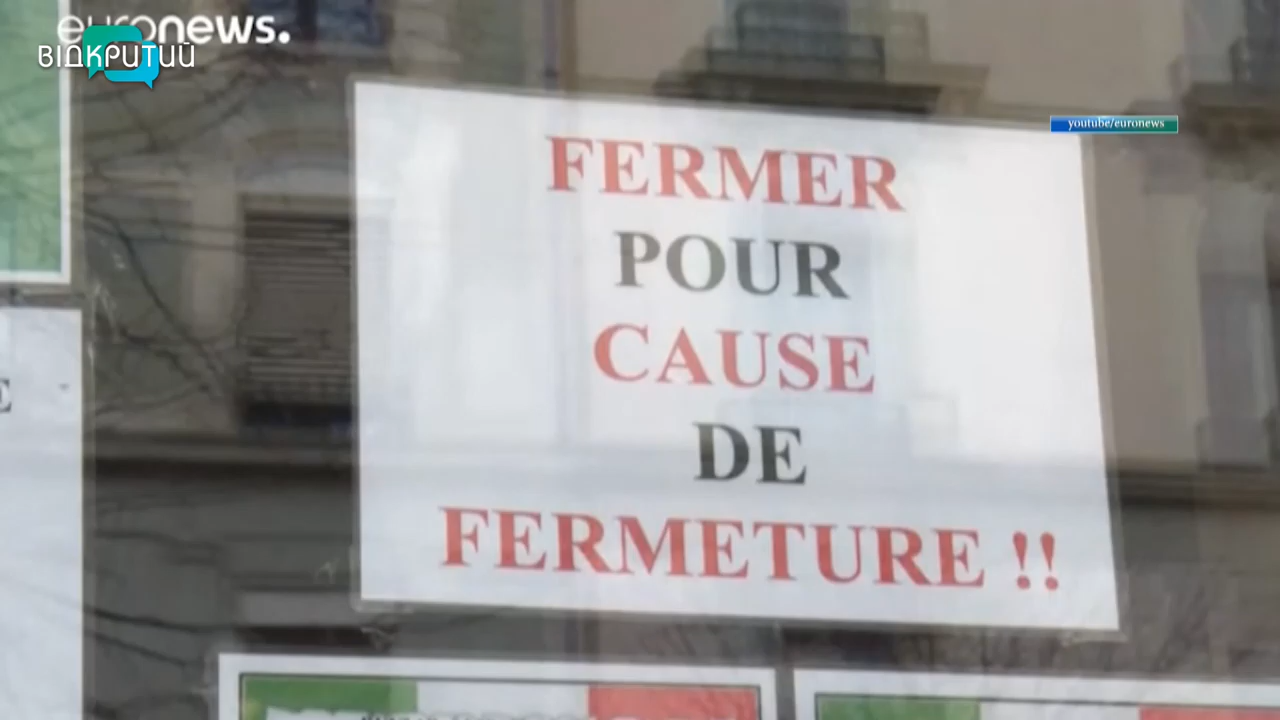 euronews.
ВІДКРИТИЙ
youtube/euronews
FERMER
POUR
CAUSE
DE
FERMETURE !!
E